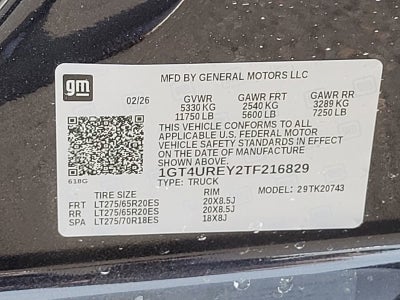 gm
MFD BY GENERAL MOTORS LLC
02/26 GVWR GAWR FRT GAWR RR
5330 KG 2540 KG 3289 KG
11750 LB 5600 LB 7250 LB
THIS VEHICLE CONFORMS TO ALL
APPLICABLE U.S. FEDERAL MOTOR
VEHICLE SAFETY STANDARDS IN EFFECT
ON THE DATE OF MANUFACTURE
SHOWN ABOVE.
618G
1GT4UREY2TF216829
TYPE: TRUCK MODEL: 29TK20743
TIRE SIZE RIM
FRT LT275/65R20ES 20X8.5J
RR LT275/65R20ES 20X8.5J
SPA LT275/70R18ES 18X8J